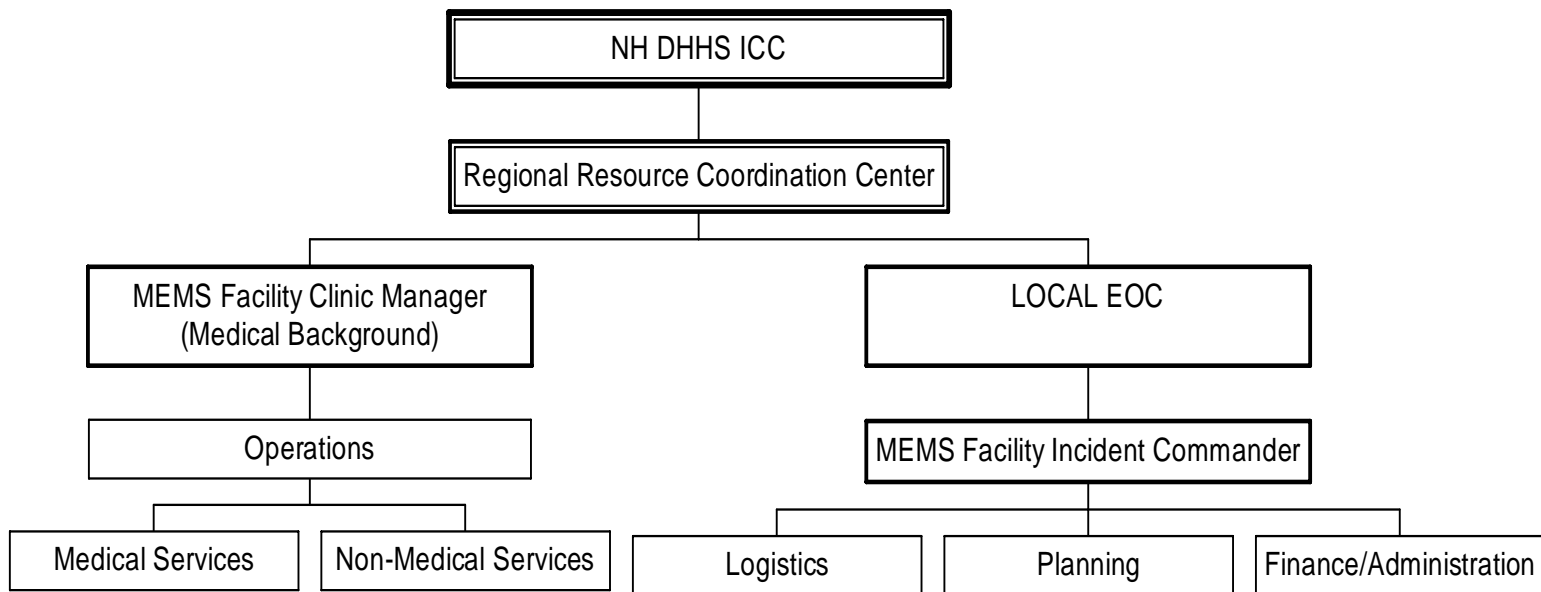 NH DHHS ICC
Regional Resource Coordination Center
MEMS Facility Clinic Manager
(Medical Background)
LOCAL EOC
Operations
MEMS Facility Incident Commander
Medical Services
Non-Medical Services
Logistics
Planning
Finance/Administration